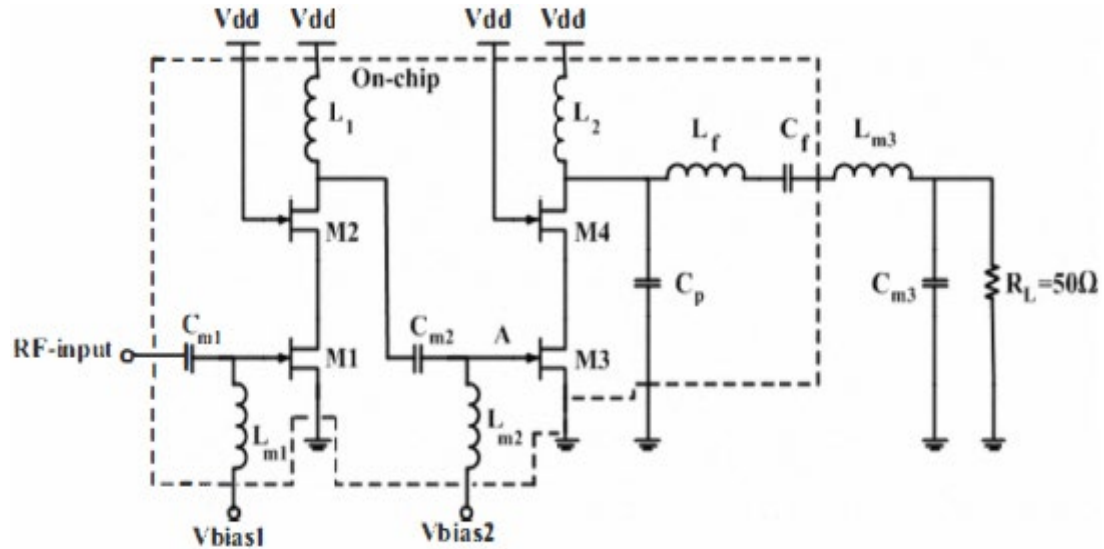 Vdd Vdd Vdd Vdd
On-chip
L1 L2 Lf Cf Lm3
M2 M4
Cp Cm3 RL=50Ω
Cm1 Cm2 A
RF-input M1 M3
Lm1 Lm2
Vbias1 Vbias2